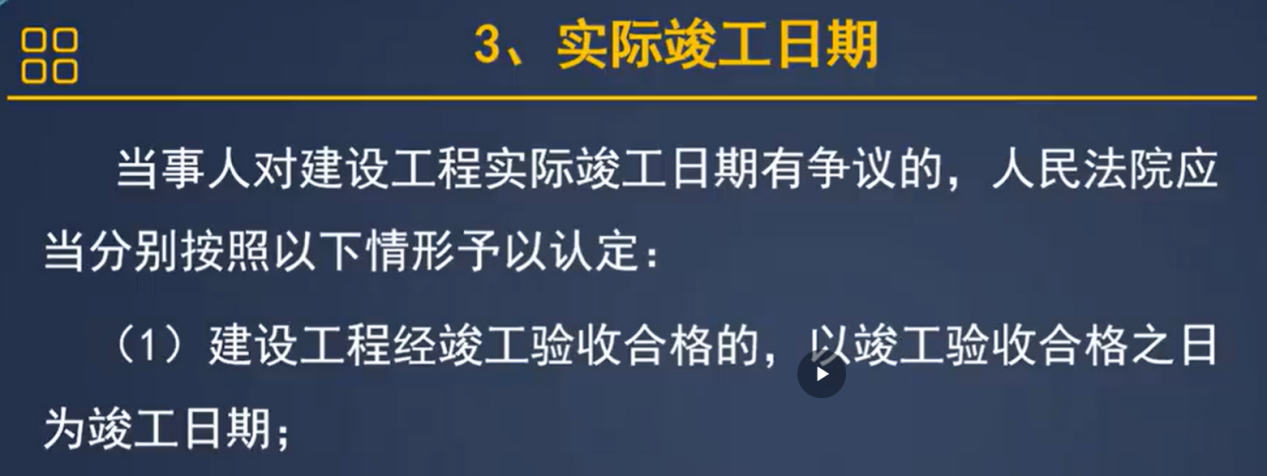 3、实际竣工日期
当事人对建设工程实际竣工日期有争议的，人民法院应
当分别按照以下情形予以认定：
（1）建设工程经竣工验收合格的，以竣工验收合格之日
为竣工日期；